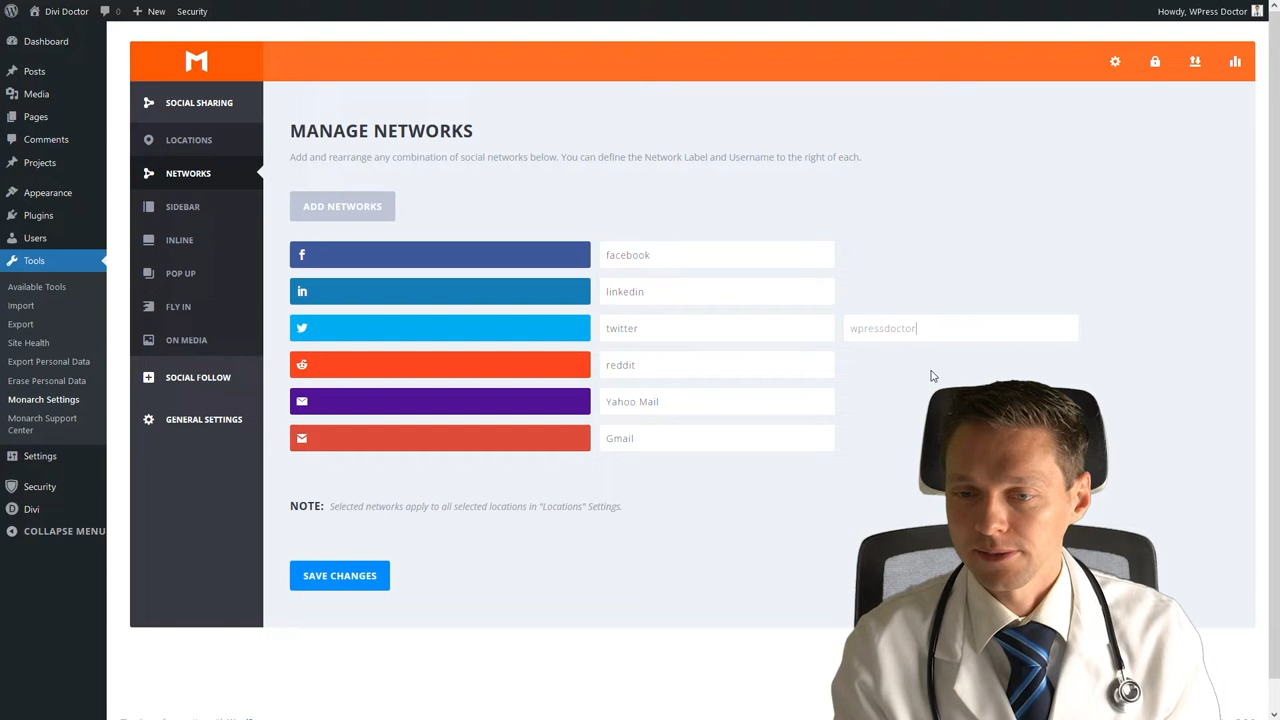 Divi Doctor
0
New
Security
Howdy, WPress Doctor
Dashboard
Posts
Media
Pages
Comments
Projects
Appearance
Plugins
Users
Tools
Available Tools
Import
Export
Site Health
Export Personal Data
Erase Personal Data
Monarch Settings
Monarch Support
Center
Settings
Security
Divi
COLLAPSE MENU
SOCIAL SHARING
LOCATIONS
NETWORKS
SIDEBAR
INLINE
POP UP
FLY IN
ON MEDIA
SOCIAL FOLLOW
GENERAL SETTINGS
MANAGE NETWORKS
Add and rearrange any combination of social networks below. You can define the Network Label and Username to the right of each.
ADD NETWORKS
facebook
linkedin
twitter wpressdoctor
reddit
Yahoo Mail
Gmail
NOTE: Selected networks apply to all selected locations in "Locations" Settings.
SAVE CHANGES